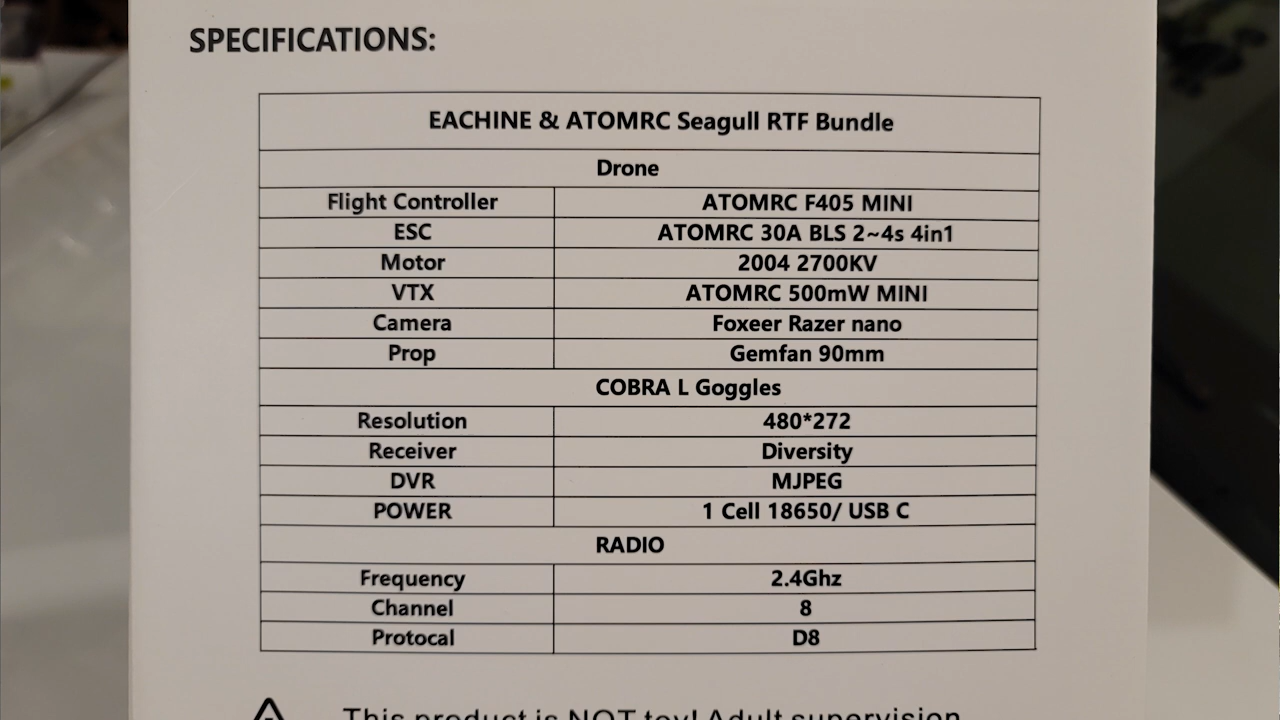 SPECIFICATIONS:
EACHINE & ATOMRC Seagull RTF Bundle
Drone
Flight Controller ATOMRC F405 MINI
ESC ATOMRC 30A BLS 2~4s 4in1
Motor 2004 2700KV
VTX ATOMRC 500mW MINI
Camera Foxeer Razer nano
Prop Gemfan 90mm
COBRA L Goggles
Resolution 480*272
Receiver Diversity
DVR MJPEG
POWER 1 Cell 18650/ USB C
RADIO
Frequency 2.4Ghz
Channel 8
Protocal D8
This product is NOT toy! Adult supervision